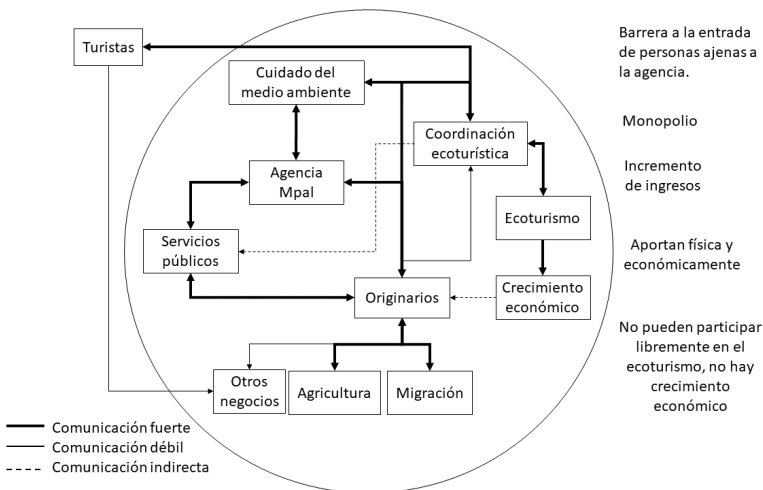 Turistas
Cuidado del
medio ambiente
Coordinación
ecoturística
Agencia
Mpal
Ecoturismo
Servicios
públicos
Originarios
Crecimiento
económico
Otros
negocios
Agricultura
Migración
Barrera a la entrada
de personas ajenas a
la agencia.
Monopolio
Incremento
de ingresos
Aportan física y
económicamente
No pueden participar
libremente en el
ecoturismo, no hay
crecimiento
económico
Comunicación fuerte
Comunicación débil
Comunicación indirecta